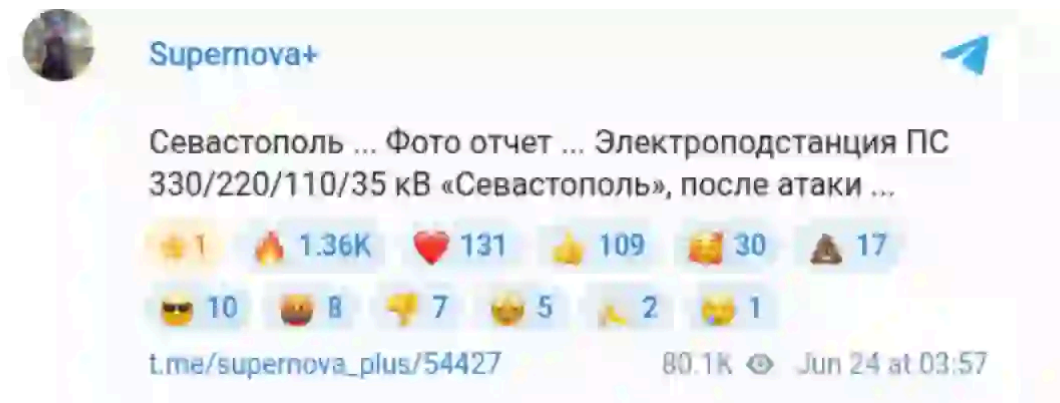 Supernova+
Севастополь ... Фото отчет ... Электроподстанция ПС
330/220/110/35 кВ «Севастополь», после атаки ...
1 1.36K 131 109 30 17
10 8 7 5 2 1
t.me/supernova_plus/54427 80.1K Jun 24 at 03:57